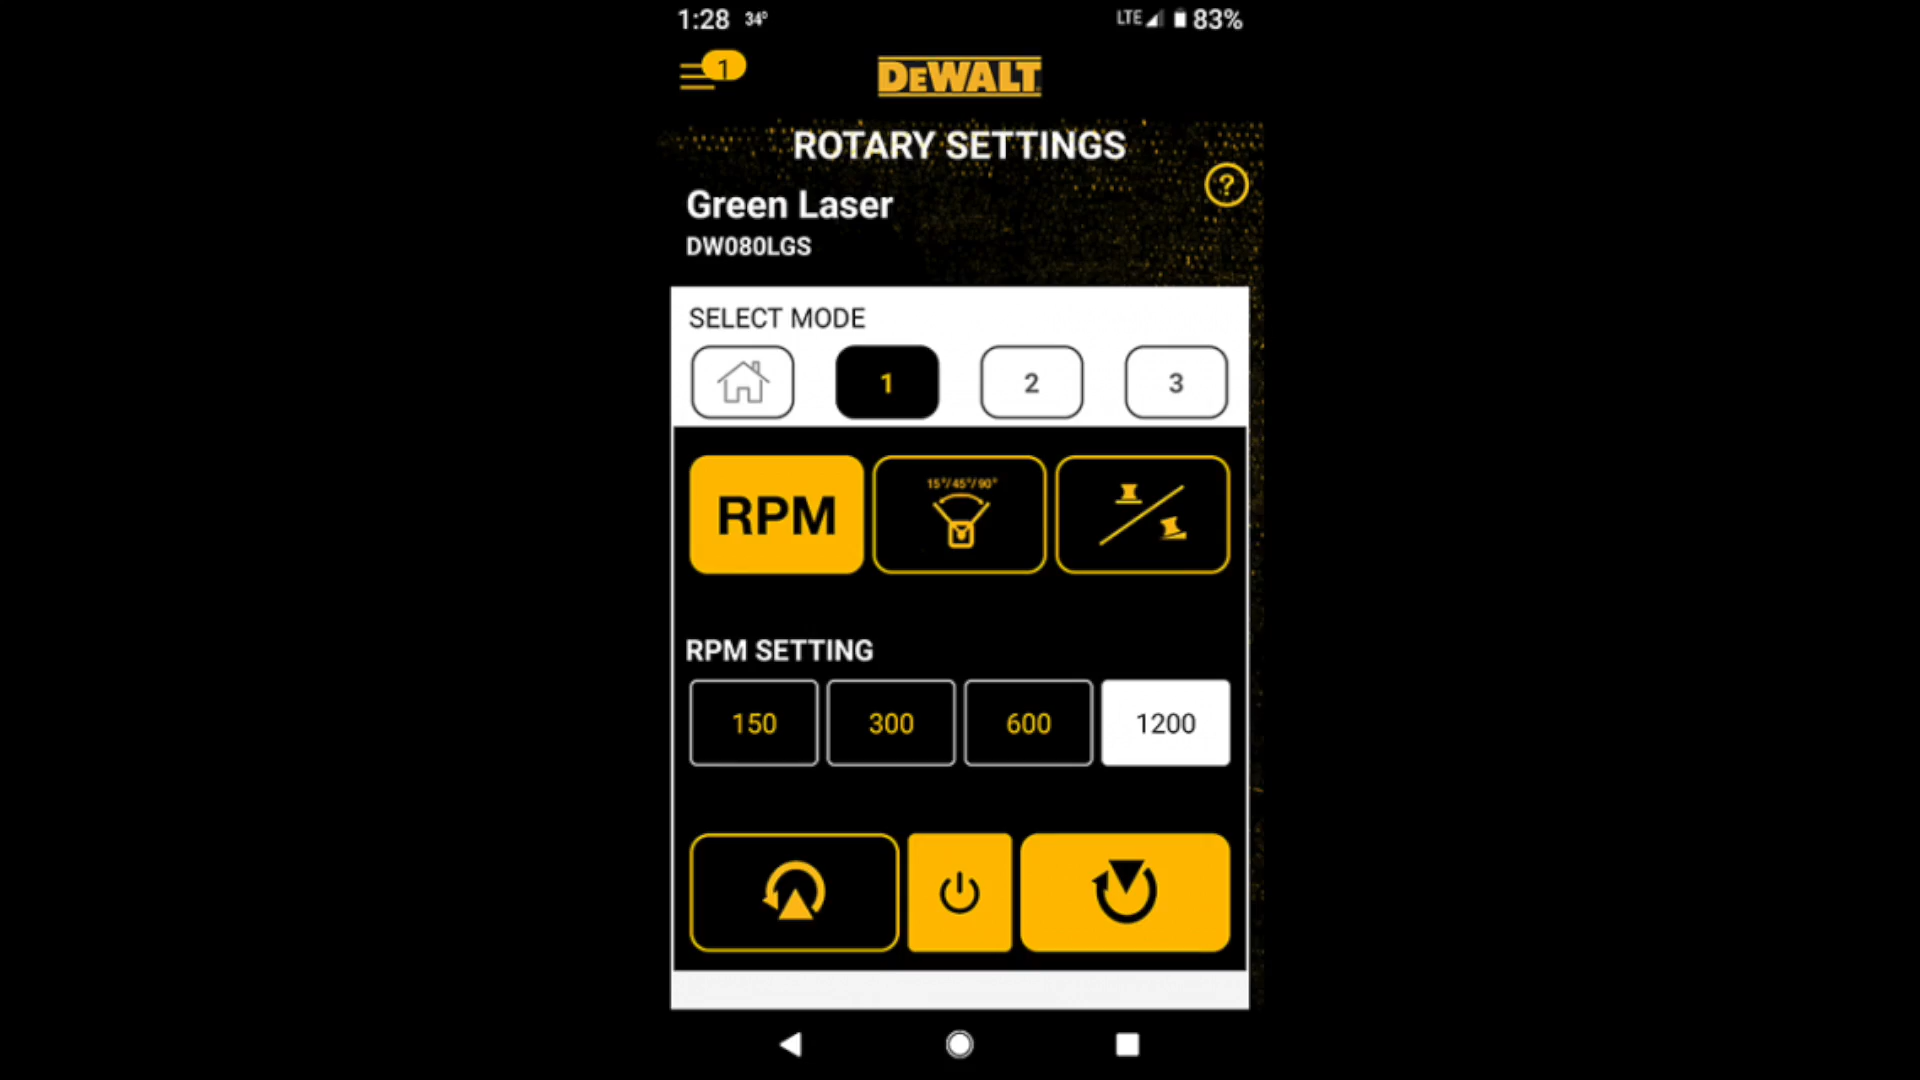 1:28 34° LTE 83%
1
DEWALT
ROTARY SETTINGS
?
Green Laser
DW080LGS
SELECT MODE
1 2 3
RPM 15°/45°/90°
RPM SETTING
150 300 600 1200